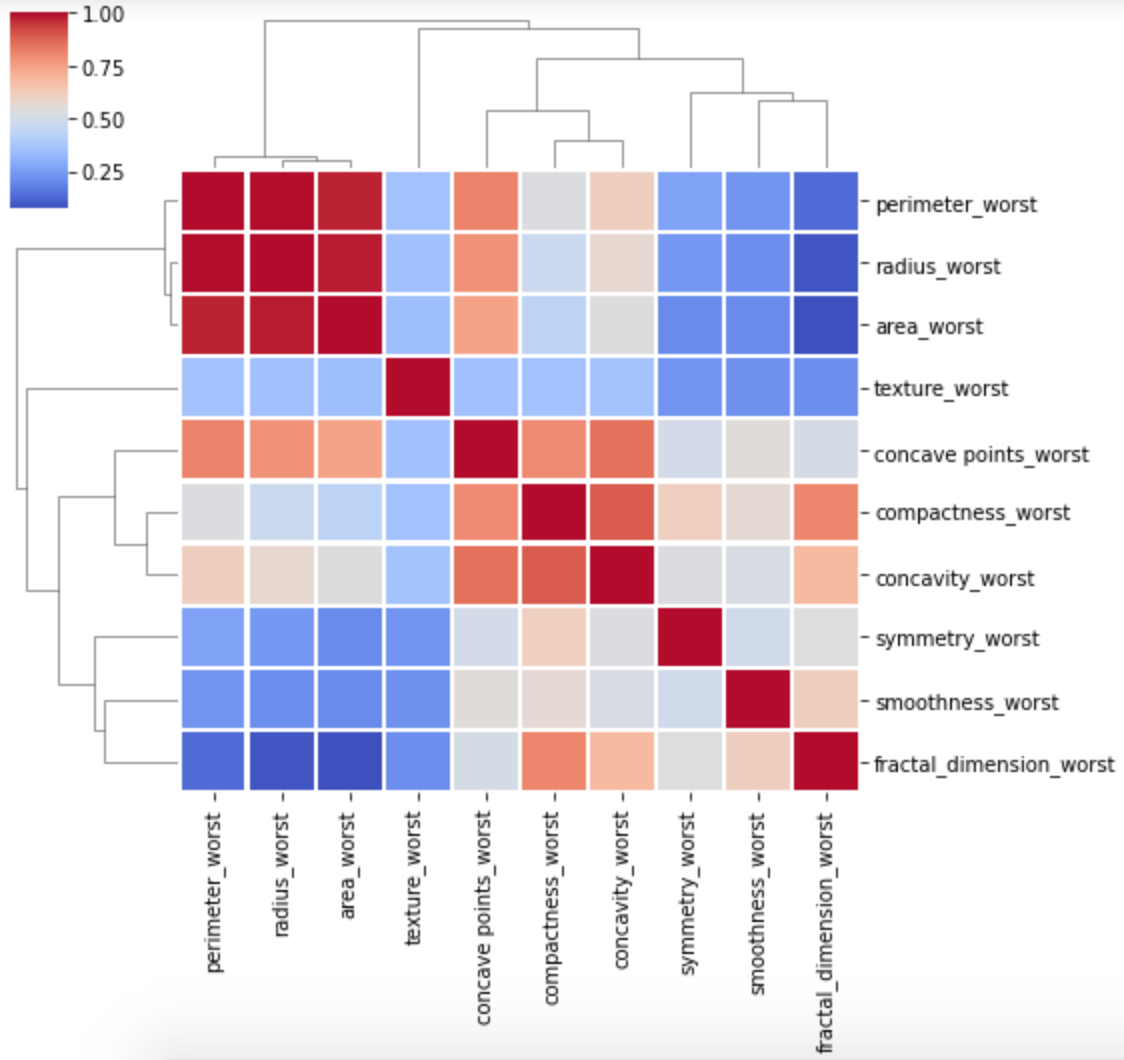 1.00
0.75
0.50
0.25
perimeter_worst
radius_worst
area_worst
texture_worst
concave points_worst
compactness_worst
concavity_worst
symmetry_worst
smoothness_worst
fractal_dimension_worst
perimeter_worst
radius_worst
area_worst
texture_worst
concave points_worst
compactness_worst
concavity_worst
symmetry_worst
smoothness_worst
fractal_dimension_worst